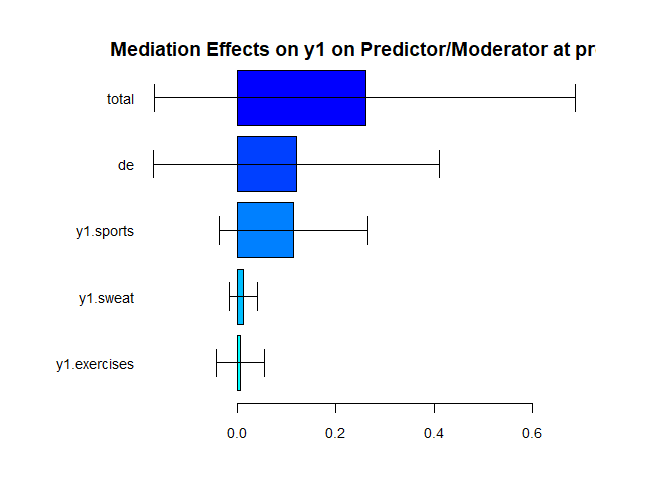 Mediation Effects on y1 on Predictor/Moderator at pr
total
de
y1.sports
y1.sweat
y1.exercises
0.0 0.2 0.4 0.6